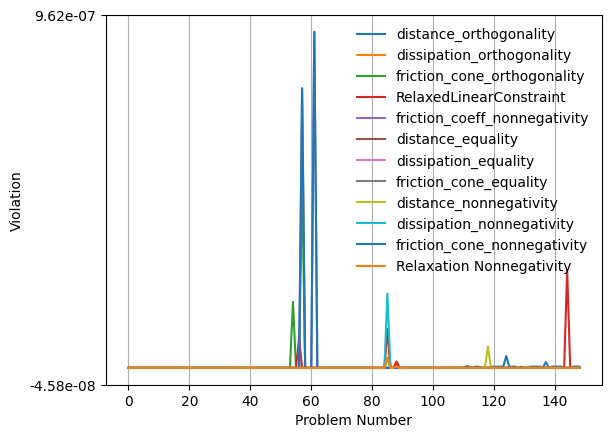 9.62e-07
distance_orthogonality
dissipation_orthogonality
friction_cone_orthogonality
RelaxedLinearConstraint
friction_coeff_nonnegativity
distance_equality
dissipation_equality
friction_cone_equality
distance_nonnegativity
dissipation_nonnegativity
friction_cone_nonnegativity
Relaxation Nonnegativity
Violation
-4.58e-08
0 20 40 60 80 100 120 140
Problem Number